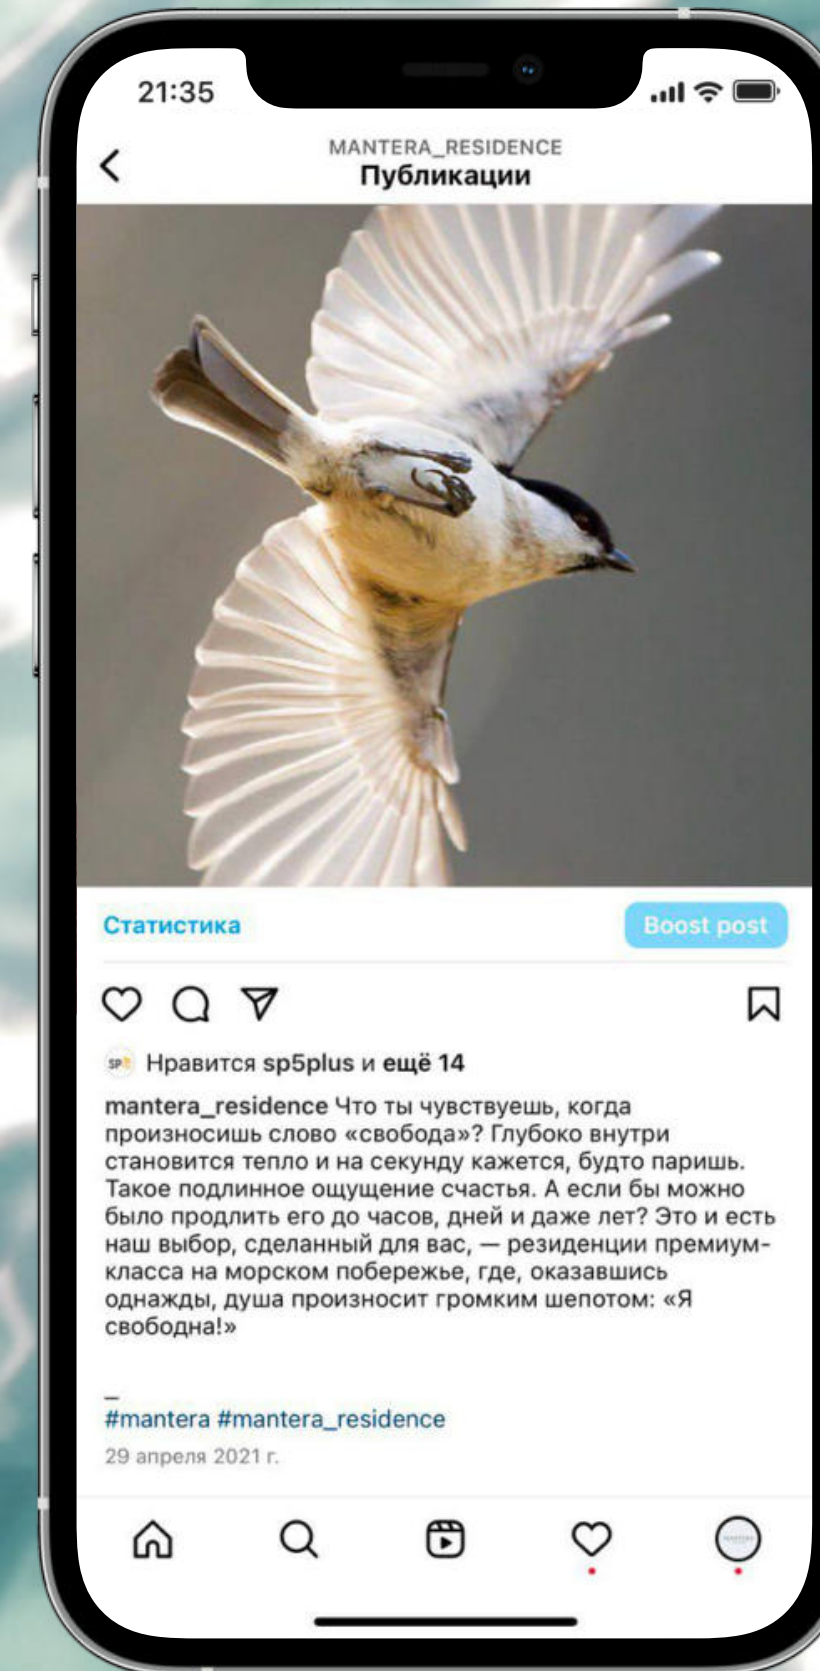 21:35
MANTERA_RESIDENCE
Публикации
Статистика
Boost post
SP
Нравится sp5plus и ещё 14
mantera_residence Что ты чувствуешь, когда
произносишь слово «свобода»? Глубоко внутри
становится тепло и на секунду кажется, будто паришь.
Такое подлинное ощущение счастья. А если бы можно
было продлить его до часов, дней и даже лет? Это и есть
наш выбор, сделанный для вас, — резиденции премиум-
класса на морском побережье, где, оказавшись
однажды, душа произносит громким шепотом: «Я
свободна!»
_
#mantera #mantera_residence
29 апреля 2021 г.